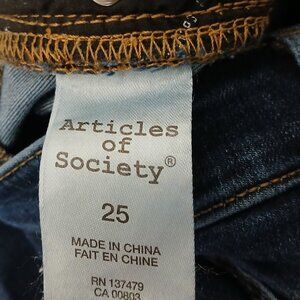 Articles
of
Society®
25
MADE IN CHINA
FAIT EN CHINE
RN 137479
CA 00803